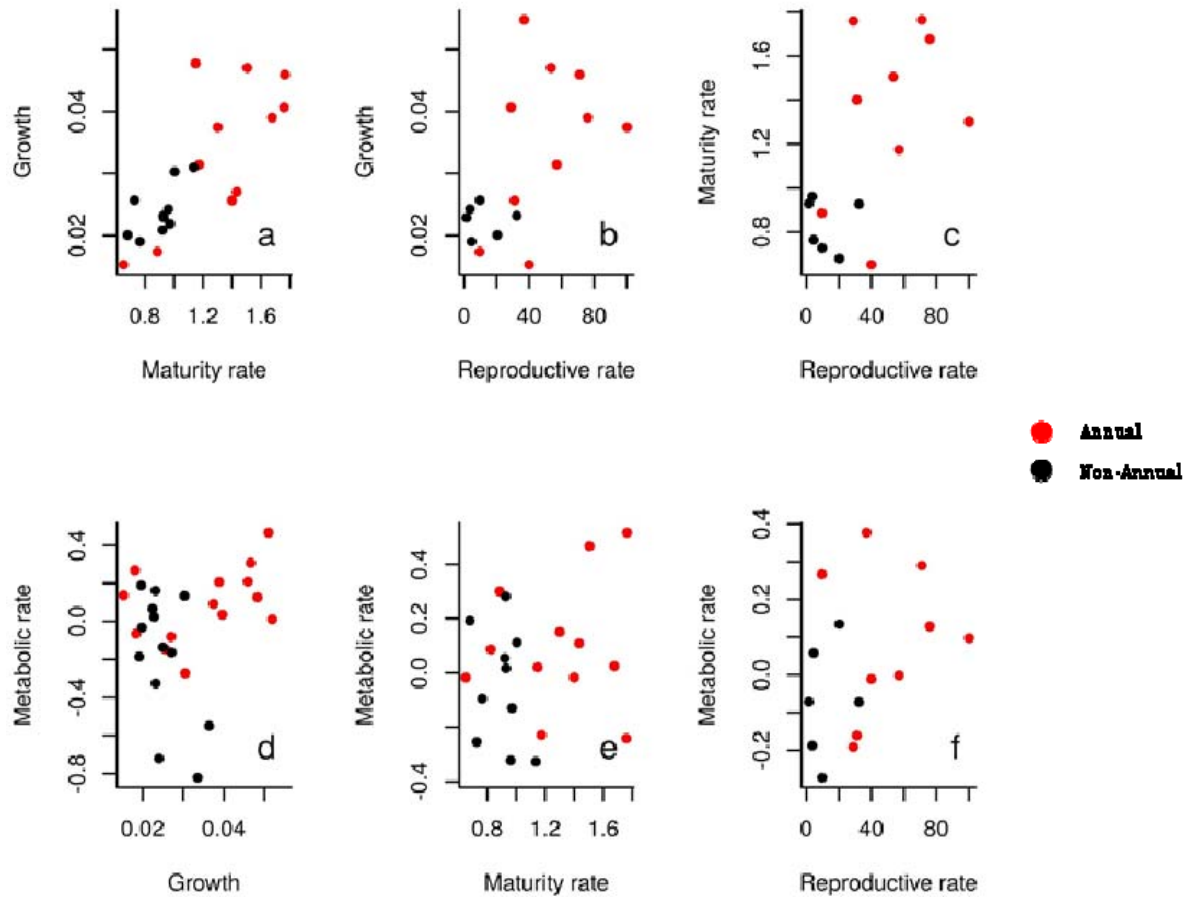 Growth
0.02
0.04
a
0.8
1.2
1.6
Maturity rate
Growth
0.02
0.04
b
0
40
80
Reproductive rate
Maturity rate
0.8
1.2
1.6
c
0
40
80
Reproductive rate
Annual
Non-Annual
Metabolic rate
-0.8
-0.4
0.0
0.4
d
0.02
0.04
Growth
Metabolic rate
-0.4
0.0
0.2
0.4
e
0.8
1.2
1.6
Maturity rate
Metabolic rate
-0.2
0.0
0.2
0.4
f
0
40
80
Reproductive rate